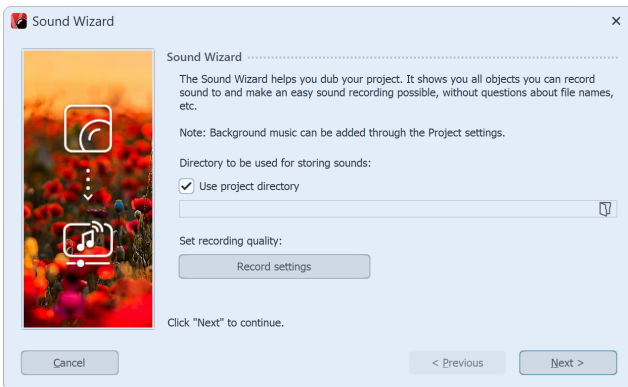 Sound Wizard
Sound Wizard
The Sound Wizard helps you dub your project. It shows you all objects you can record
sound to and make an easy sound recording possible, without questions about file names,
etc.
Note: Background music can be added through the Project settings.
Directory to be used for storing sounds:
Use project directory
Set recording quality:
Record settings
Click "Next" to continue.
Cancel
< Previous
Next >